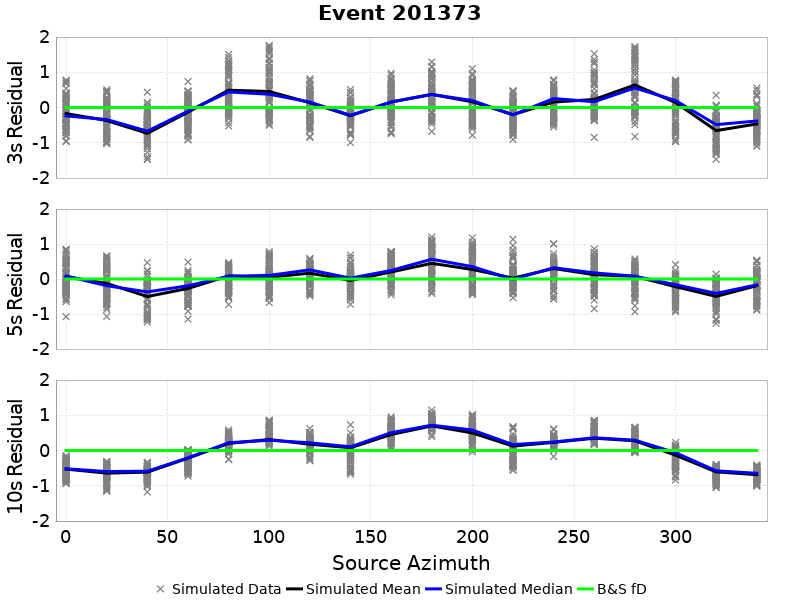 Event 201373
2
1
0
-1
-2
3s Residual
2
1
0
-1
-2
5s Residual
2
1
0
-1
-2
10s Residual
0 50 100 150 200 250 300
Source Azimuth
Simulated Data Simulated Mean Simulated Median B&S fD